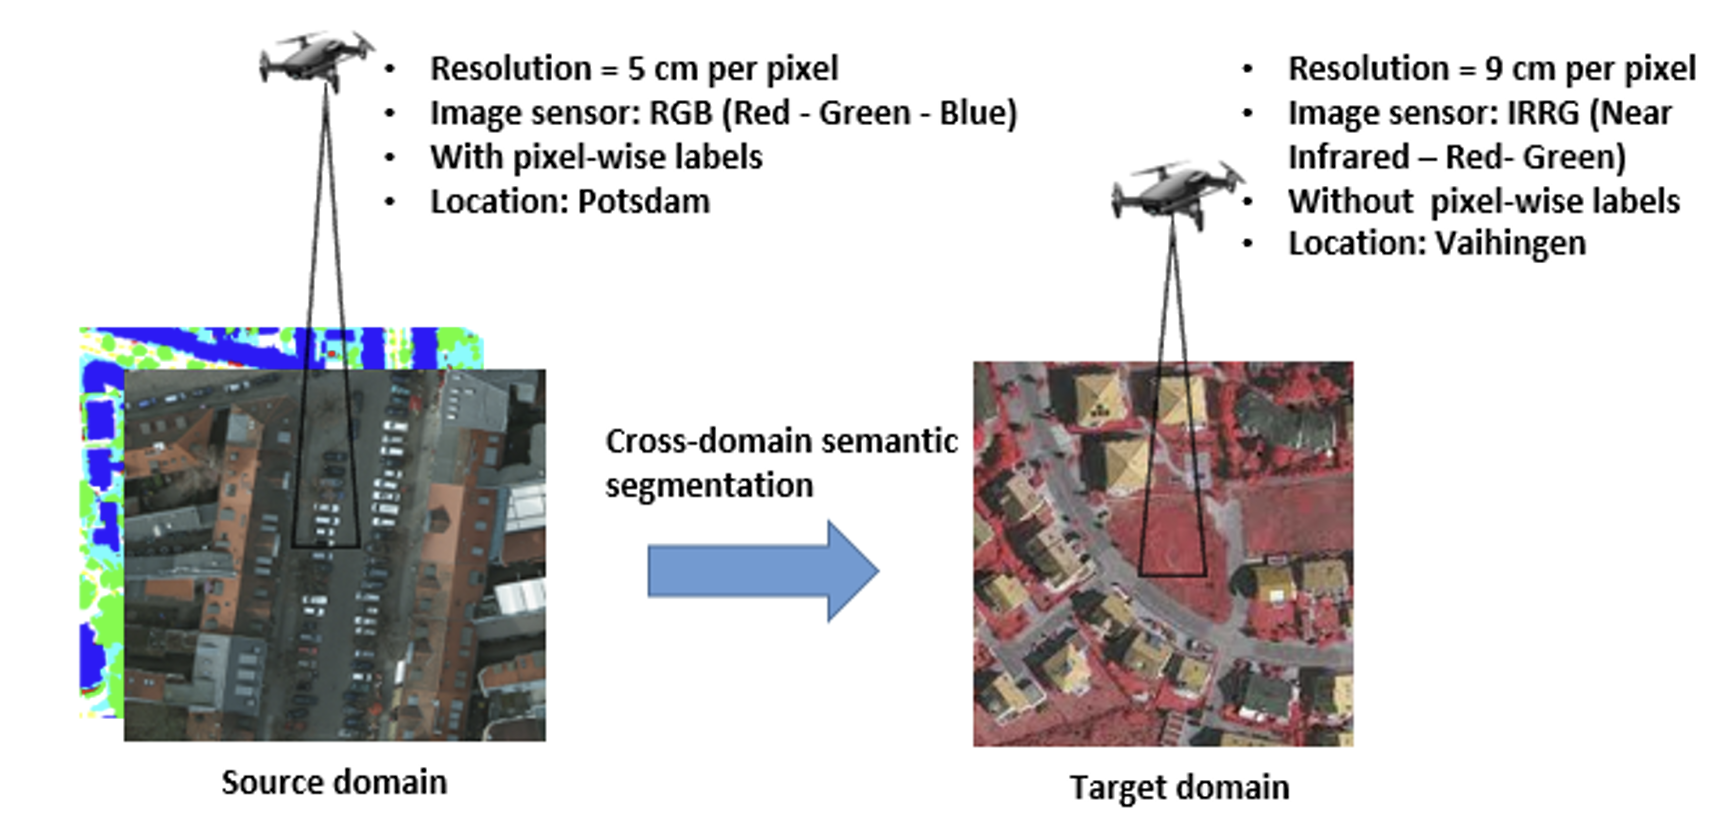 • Resolution = 5 cm per pixel
• Image sensor: RGB (Red - Green - Blue)
• With pixel-wise labels
• Location: Potsdam
• Resolution = 9 cm per pixel
• Image sensor: IRRG (Near
Infrared – Red- Green)
• Without pixel-wise labels
• Location: Vaihingen
Cross-domain semantic
segmentation
Source domain
Target domain